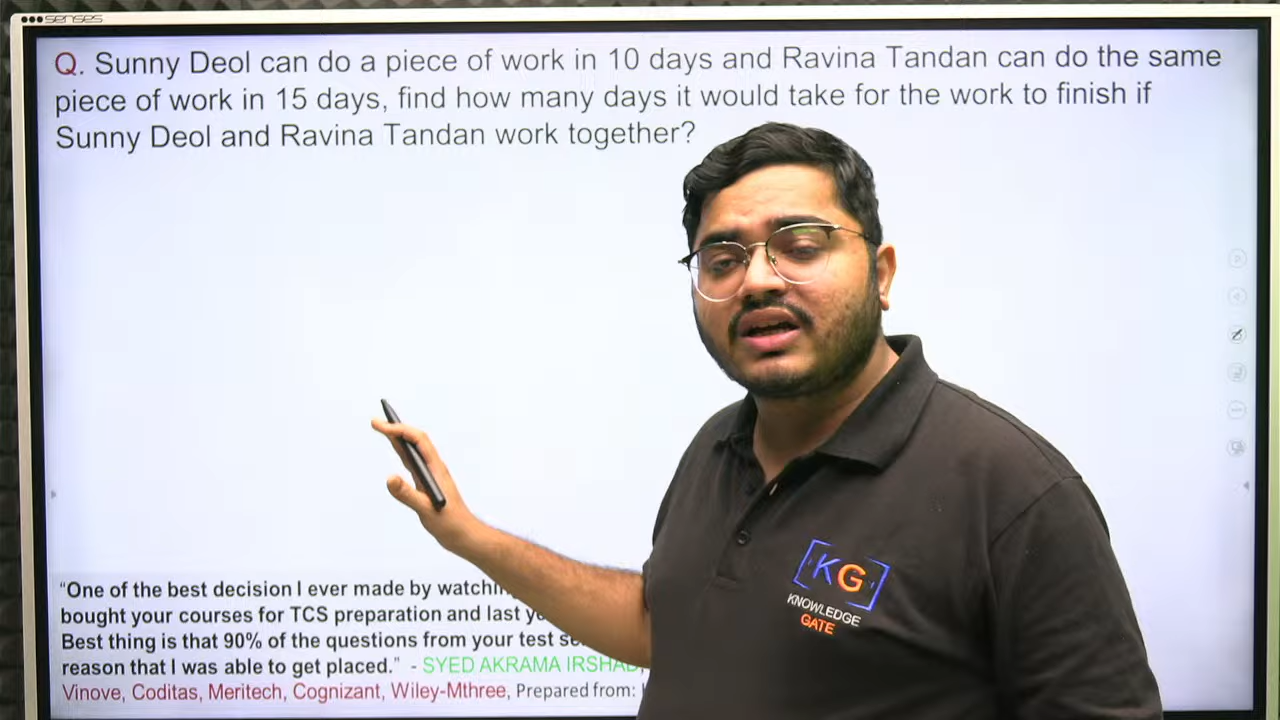 senses
Q. Sunny Deol can do a piece of work in 10 days and Ravina Tandan can do the same
piece of work in 15 days, find how many days it would take for the work to finish if
Sunny Deol and Ravina Tandan work together?
KG
KNOWLEDGE
GATE
“One of the best decision I ever made by
bought your courses for TCS preparation and last
Best thing is that 90% of the questions from your test
reason that I was able to get placed.” - SYED AKRAMA IRSHAD,
Vinove, Coditas, Meritech, Cognizant, Wiley-Mthree, Prepared from: